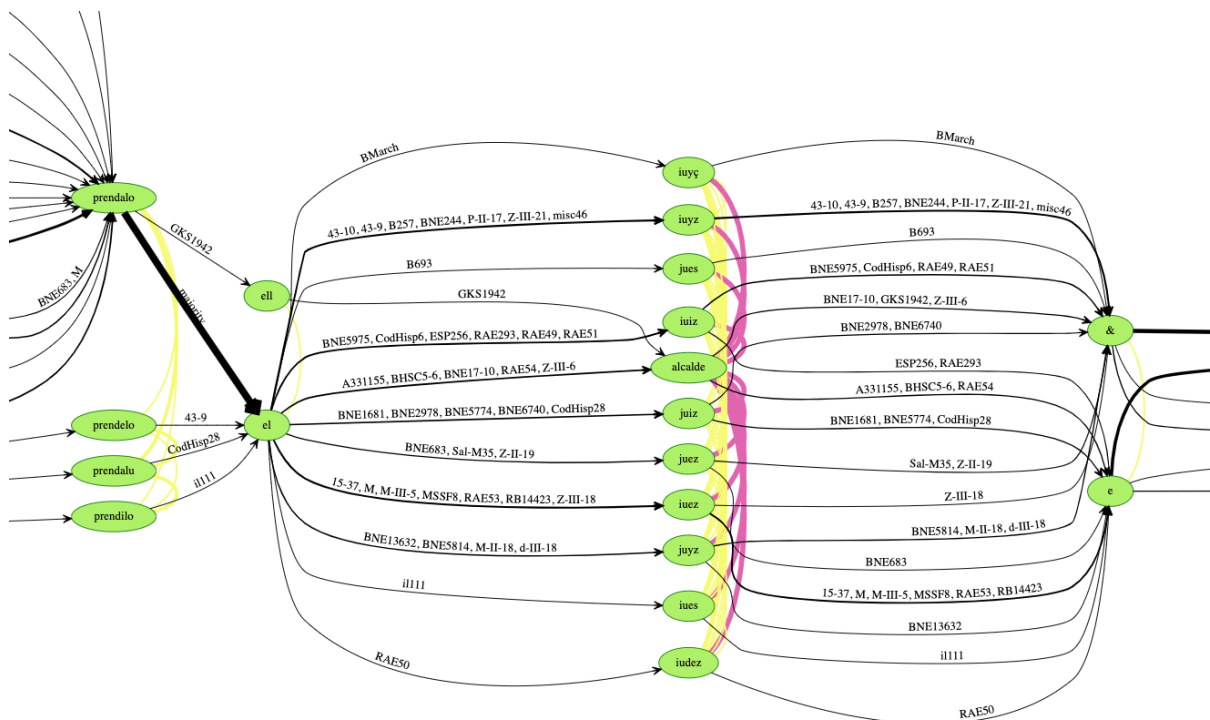 BMarch
BMarch
iuyç
prendalo
GKS1942
43-10, 43-9, B257, BNE244, P-II-17, Z-III-21, misc46
iuyz
43-10, 43-9, B257, BNE244, P-II-17, Z-III-21, misc46
B693
B693
jues
BNE683, M
majority
ell
GKS1942
BNE5975, CodHisp6, RAE49, RAE51
BNE17-10, GKS1942, Z-III-6
iuiz
BNE5975, CodHisp6, ESP256, RAE293, RAE49, RAE51
BNE2978, BNE6740
&
alcalde
A331155, BHSC5-6, BNE17-10, RAE54, Z-III-6
ESP256, RAE293
A331155, BHSC5-6, RAE54
juiz
BNE1681, BNE2978, BNE5774, BNE6740, CodHisp28
BNE1681, BNE5774, CodHisp28
prendelo
43-9
el
CodHisp28
BNE683, Sal-M35, Z-II-19
juez
Sal-M35, Z-II-19
prendalu
il111
15-37, M, M-III-5, MSSF8, RAE53, RB14423, Z-III-18
iuez
Z-III-18
e
prendilo
BNE13632, BNE5814, M-II-18, d-III-18
juyz
BNE5814, M-II-18, d-III-18
BNE683
il111
iues
15-37, M, M-III-5, MSSF8, RAE53, RB14423
BNE13632
il111
RAE50
iudez
RAE50